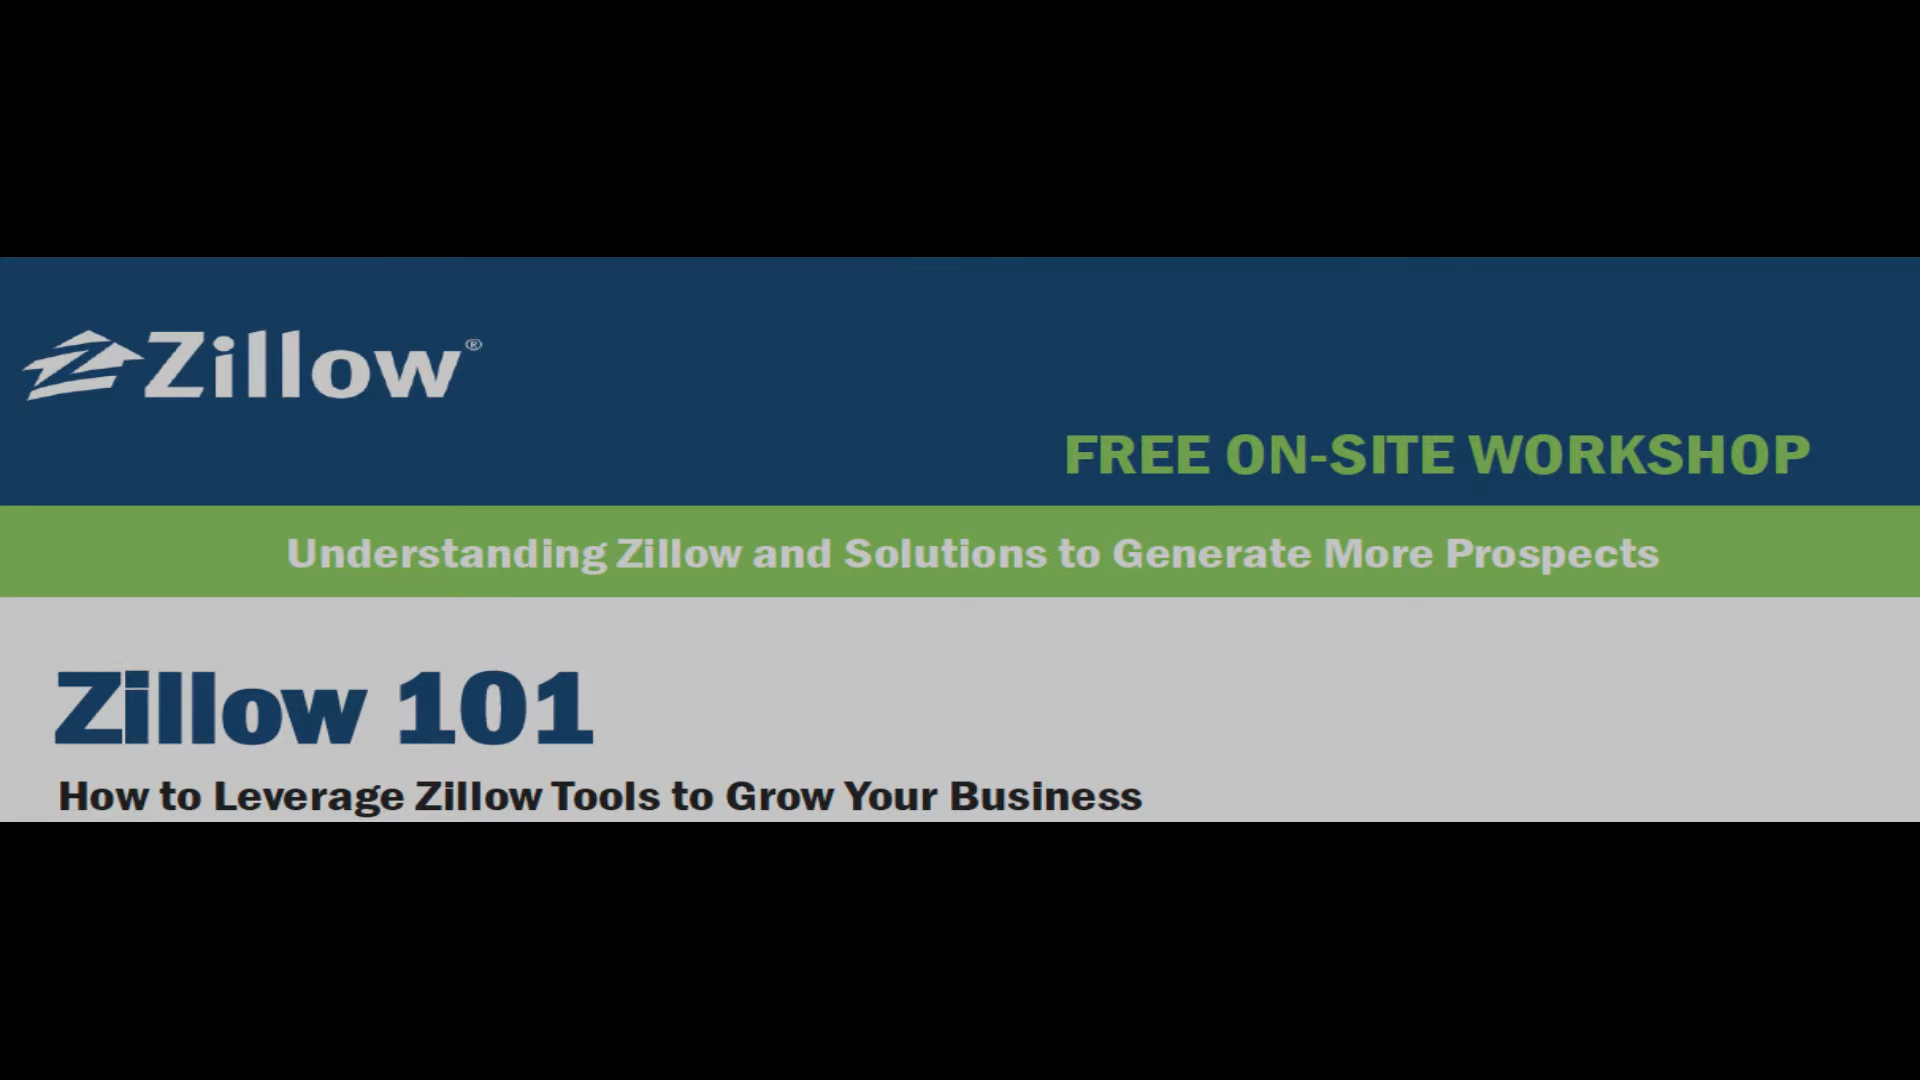 Zillow®
FREE ON-SITE WORKSHOP
Understanding Zillow and Solutions to Generate More Prospects
Zillow 101
How to Leverage Zillow Tools to Grow Your Business